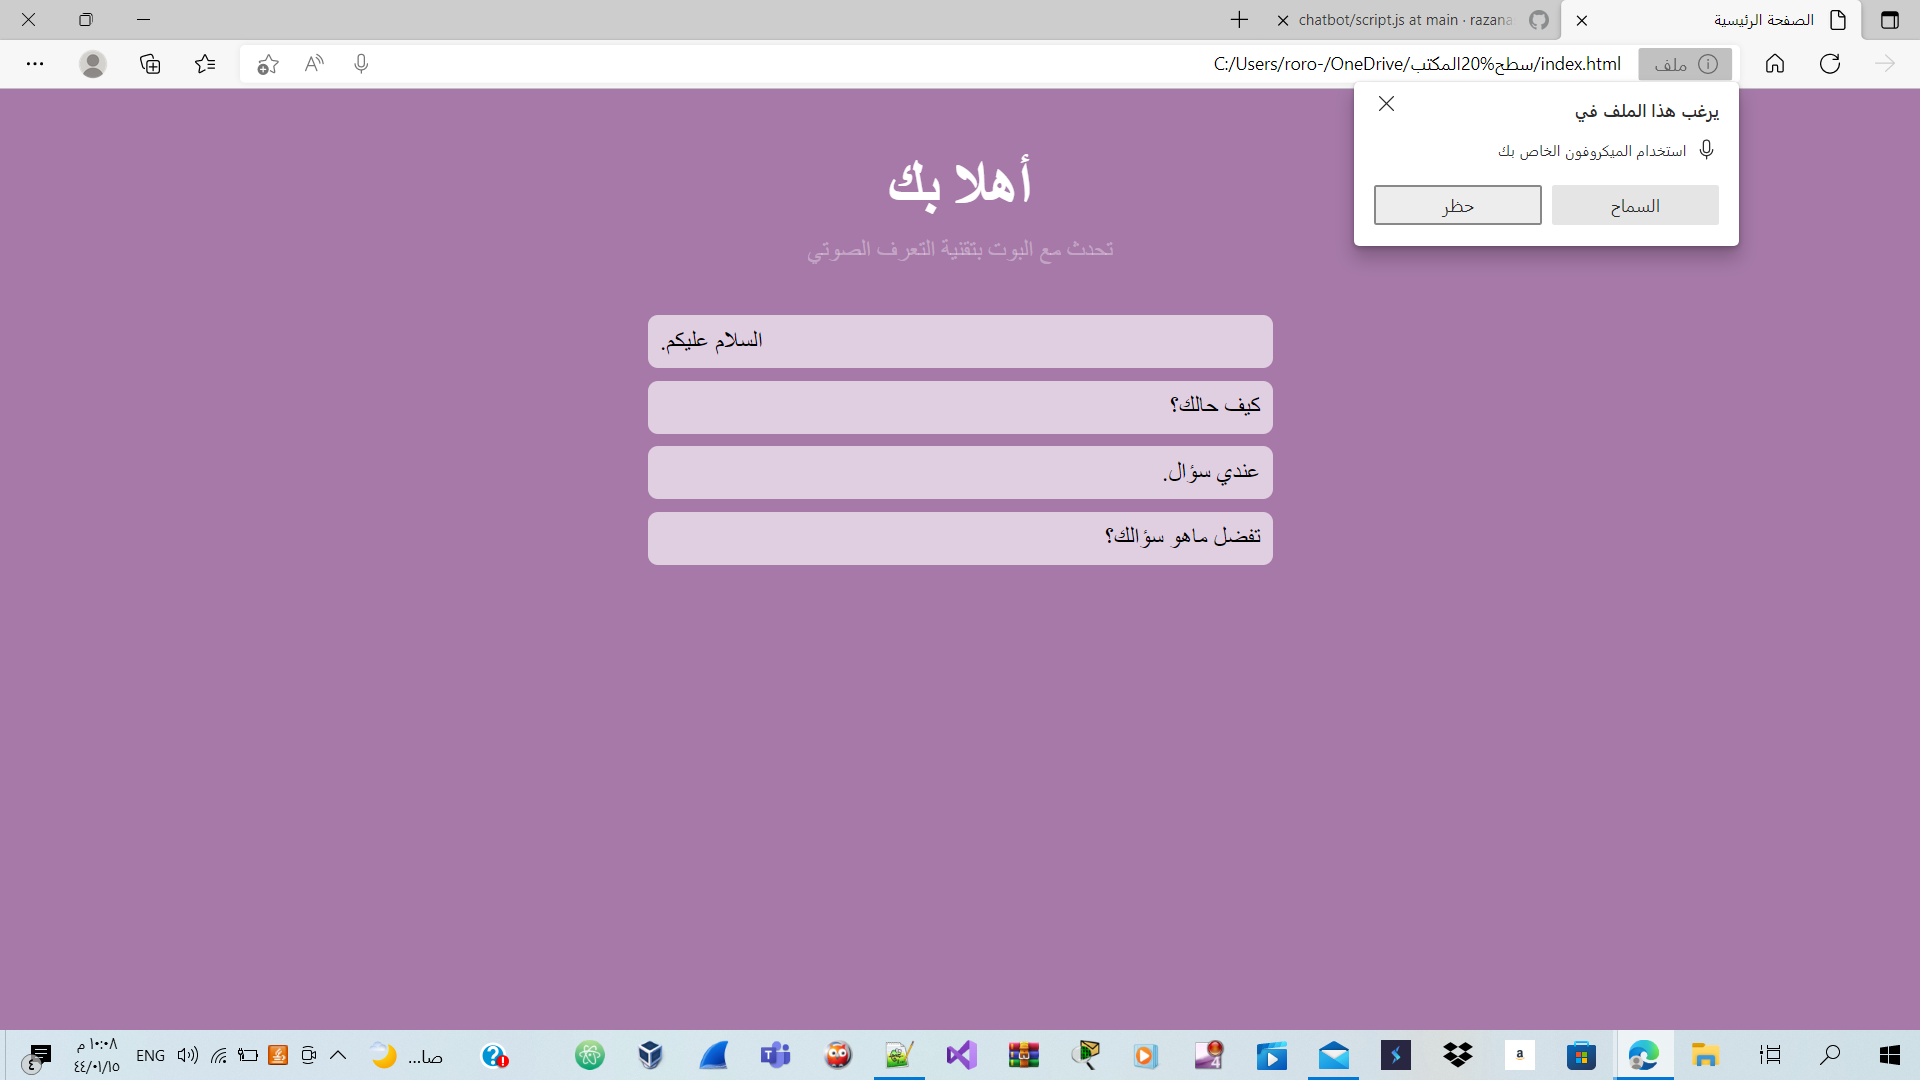 الصفحة الرئيسية
chatbot/script.js at main · razana
ملف
C:/Users/roro-/OneDrive/سطح%20المكتب/index.html
يرغب هذا الملف في
استخدام الميكروفون الخاص بك
السماح
حظر
أهلا بك
تحدث مع البوت بتقنية التعرف الصوتي
السلام عليكم.
كيف حالك؟
عندي سؤال.
تفضل ماهو سؤالك؟
صا...
ENG
١٠:٠٨ م
٤٤/٠١/١٥
٤